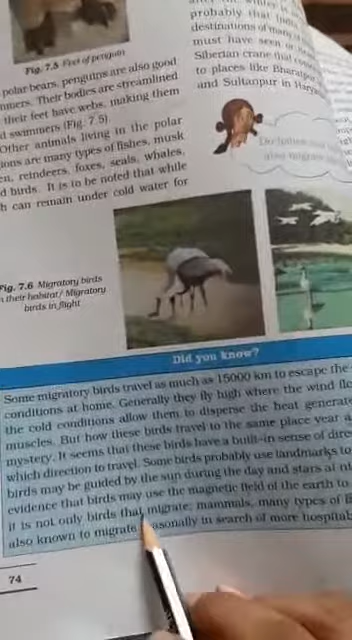 Fig. 7.5 Feet of penguin
polar bears, penguins are also good
mmers. Their bodies are streamlined
their feet have webs, making them
d swimmers (Fig. 7.5).
Other animals living in the polar
ions are many types of fishes, musk
en, reindeers, foxes, seals, whales,
d birds. It is to be noted that while
h can remain under cold water for
probably that
destinations of many
must have seen or
Siberian crane that
to places like Bharatpur
and Sultanpur in Haryana
Do fishes
also migrate
Fig. 7.6 Migratory birds
in their habitat/ Migratory
birds in flight
Did you know?
Some migratory birds travel as much as 15000 km to escape the
conditions at home. Generally they fly high where the wind flo
the cold conditions allow them to disperse the heat generate
muscles. But how these birds travel to the same place year a
mystery. It seems that these birds have a built-in sense of dire
which direction to travel. Some birds probably use landmarks to
birds may be guided by the sun during the day and stars at ni
evidence that birds may use the magnetic field of the earth to
It is not only birds that migrate; mammals, many types of fi
also known to migrate seasonally in search of more hospitab
74